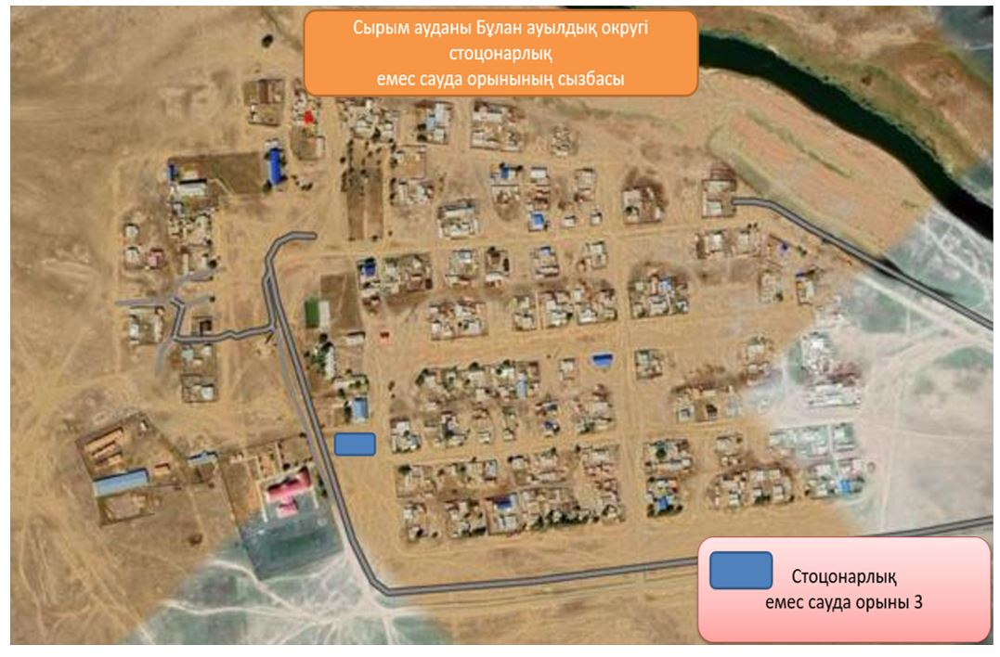 Сырым ауданы Бұлан ауылдық округі
стоцонарлық
емес сауда орынының сызбасы
Стоцонарлық
емес сауда орыны 3